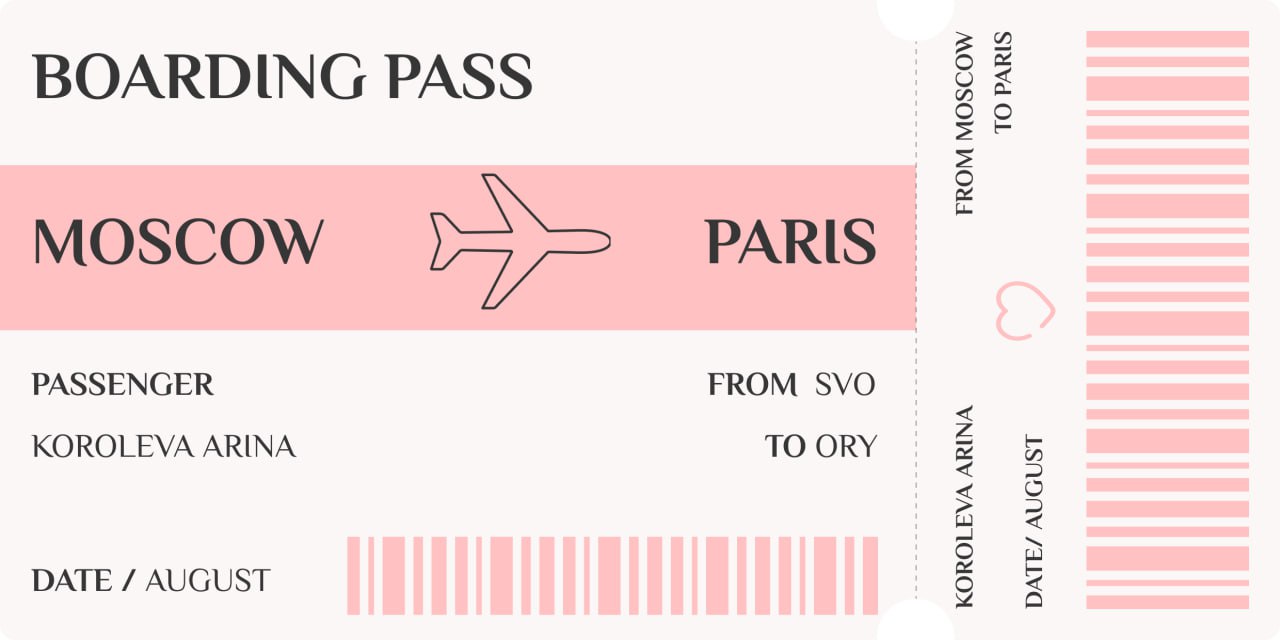 BOARDING PASS
MOSCOW PARIS
PASSENGER
KOROLEVA ARINA
FROM SVO
TO ORY
DATE / AUGUST
FROM MOSCOW
TO PARIS
KOROLEVA ARINA
DATE/ AUGUST